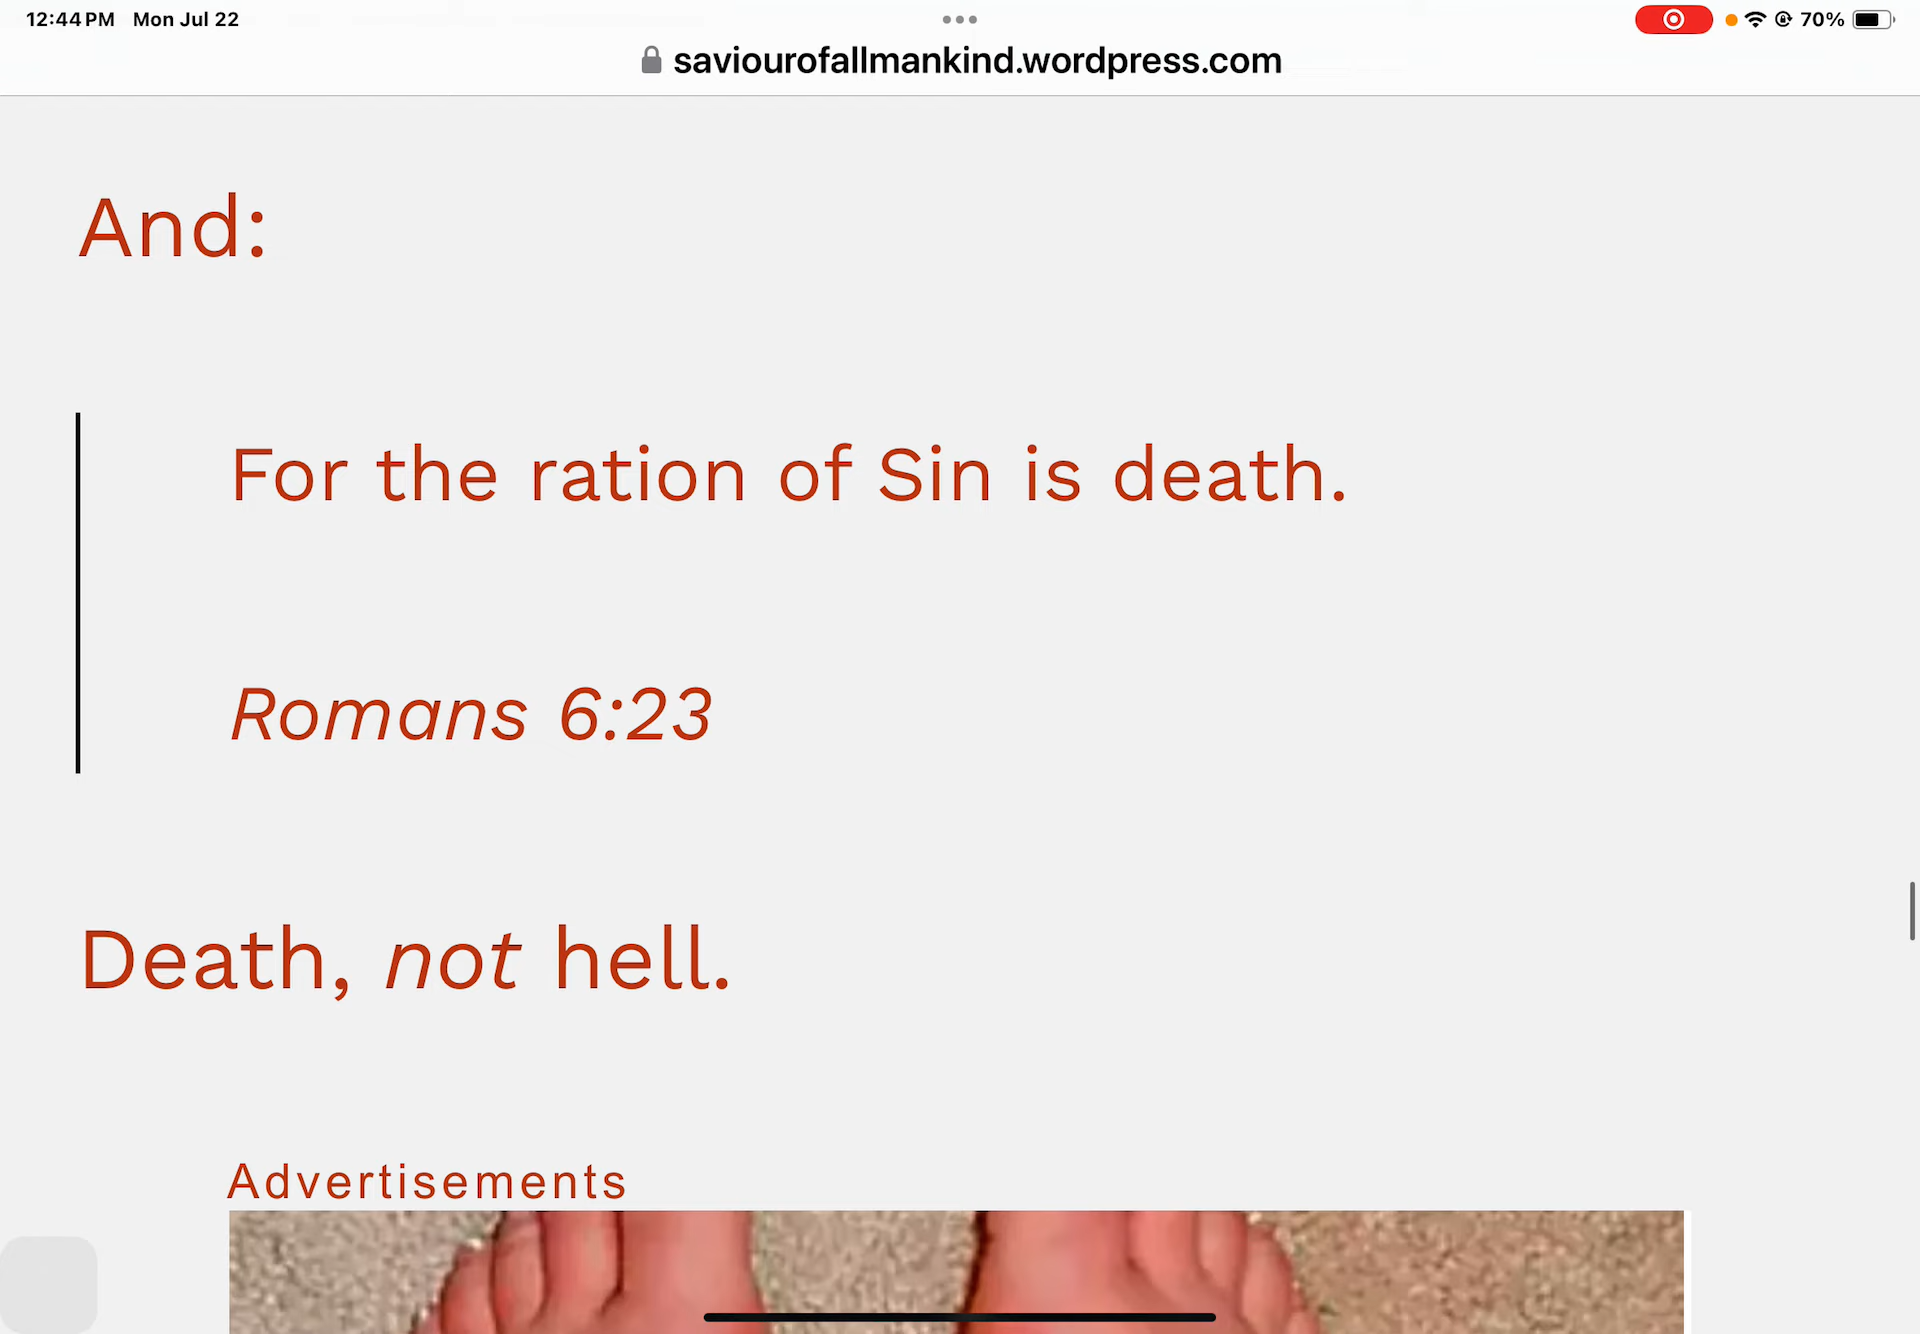 12:44 PM Mon Jul 22
70%
saviourofallmankind.wordpress.com
And:
For the ration of Sin is death.
Romans 6:23
Death, not hell.
Advertisements